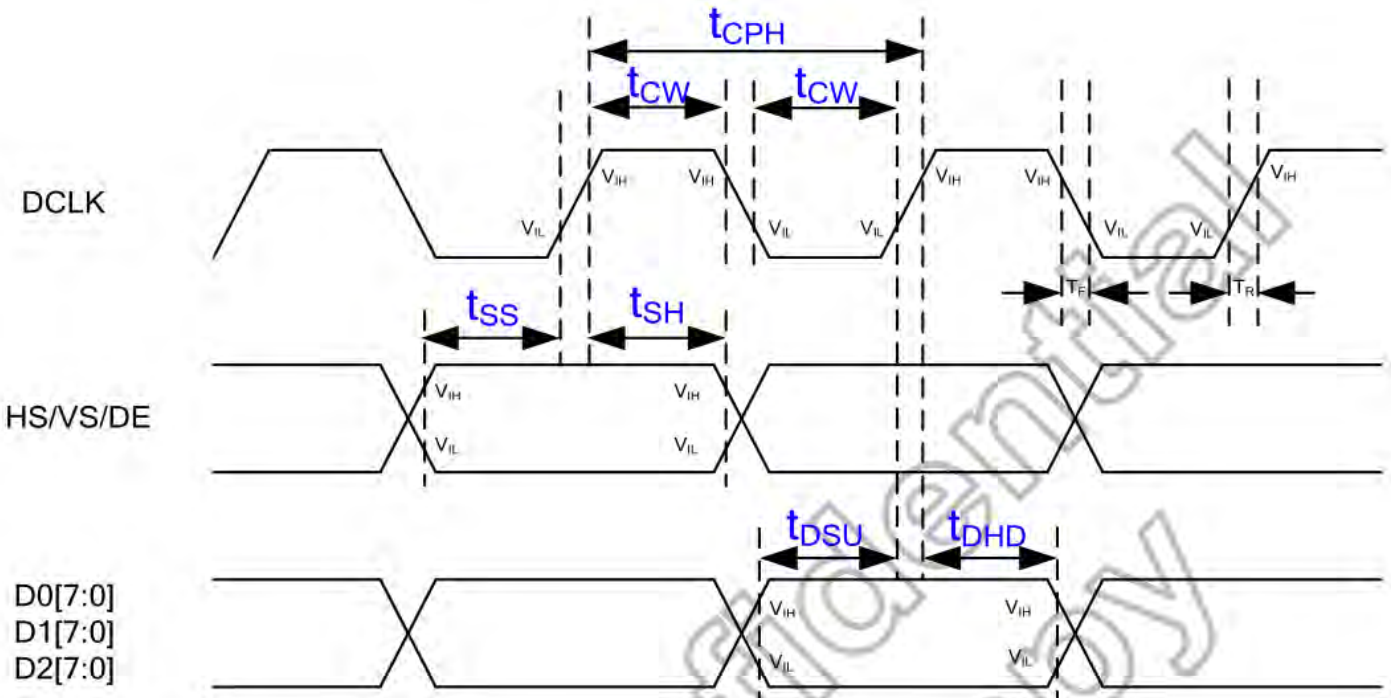 tCPH
tCW tCW
DCLK
VIH VIH VIH VIH VIH
VIL VIL VIL VIL VIL
TF TR
tSS tSH
HS/VS/DE
VIH VIH
VIL VIL
tDSU tDHD
D0[7:0]
D1[7:0]
D2[7:0]
VIH VIH
VIL VIL
fidential
py